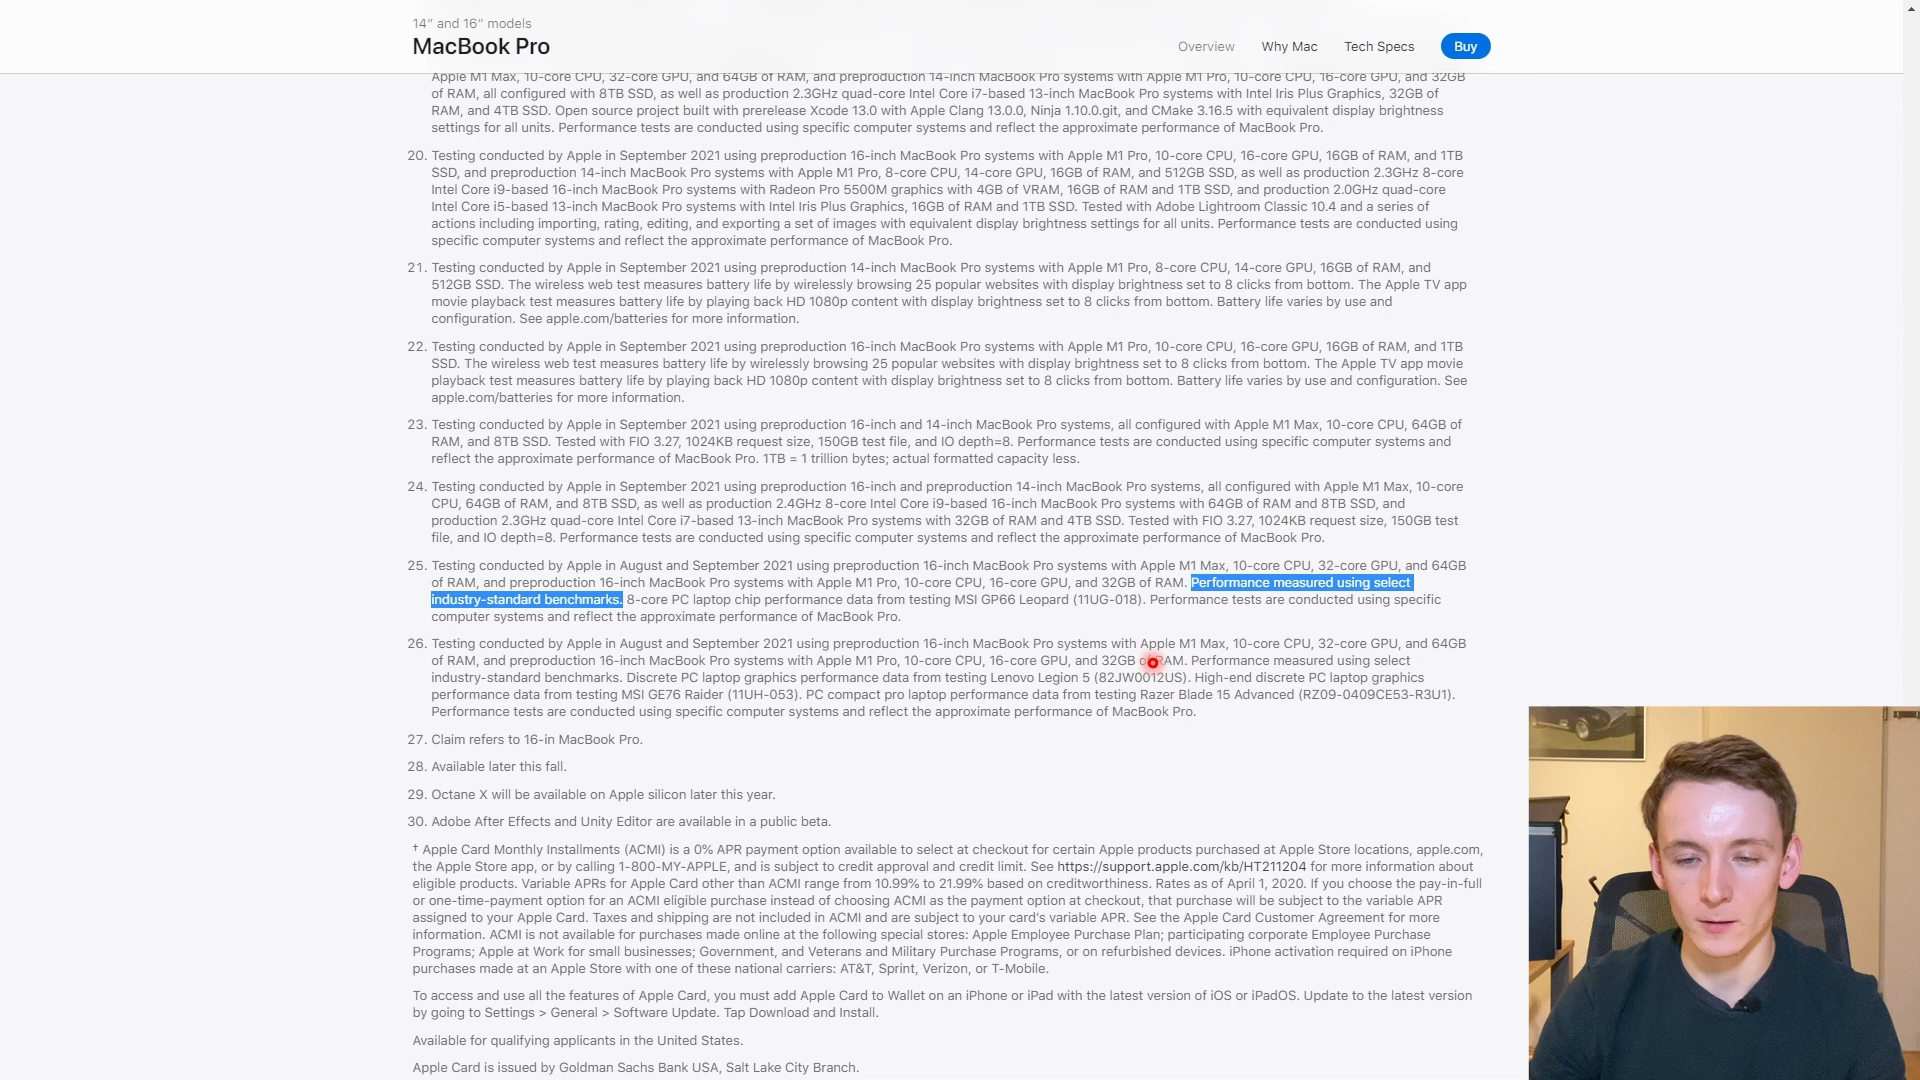 14″ and 16″ models
MacBook Pro
Overview
Why Mac
Tech Specs
Buy
Apple M1 Max, 10-core CPU, 32-core GPU, and 64GB of RAM, and preproduction 14-inch MacBook Pro systems with Apple M1 Pro, 10-core CPU, 16-core GPU, and 32GB
of RAM, all configured with 8TB SSD, as well as production 2.3GHz quad-core Intel Core i7-based 13-inch MacBook Pro systems with Intel Iris Plus Graphics, 32GB of
RAM, and 4TB SSD. Open source project built with prerelease Xcode 13.0 with Apple Clang 13.0.0, Ninja 1.10.0.git, and CMake 3.16.5 with equivalent display brightness
settings for all units. Performance tests are conducted using specific computer systems and reflect the approximate performance of MacBook Pro.
20. Testing conducted by Apple in September 2021 using preproduction 16-inch MacBook Pro systems with Apple M1 Pro, 10-core CPU, 16-core GPU, 16GB of RAM, and 1TB
SSD, and preproduction 14-inch MacBook Pro systems with Apple M1 Pro, 8-core CPU, 14-core GPU, 16GB of RAM, and 512GB SSD, as well as production 2.3GHz 8-core
Intel Core i9-based 16-inch MacBook Pro systems with Radeon Pro 5500M graphics with 4GB of VRAM, 16GB of RAM and 1TB SSD, and production 2.0GHz quad-core
Intel Core i5-based 13-inch MacBook Pro systems with Intel Iris Plus Graphics, 16GB of RAM and 1TB SSD. Tested with Adobe Lightroom Classic 10.4 and a series of
actions including importing, rating, editing, and exporting a set of images with equivalent display brightness settings for all units. Performance tests are conducted using
specific computer systems and reflect the approximate performance of MacBook Pro.
21. Testing conducted by Apple in September 2021 using preproduction 14-inch MacBook Pro systems with Apple M1 Pro, 8-core CPU, 14-core GPU, 16GB of RAM, and
512GB SSD. The wireless web test measures battery life by wirelessly browsing 25 popular websites with display brightness set to 8 clicks from bottom. The Apple TV app
movie playback test measures battery life by playing back HD 1080p content with display brightness set to 8 clicks from bottom. Battery life varies by use and
configuration. See apple.com/batteries for more information.
22. Testing conducted by Apple in September 2021 using preproduction 16-inch MacBook Pro systems with Apple M1 Pro, 10-core CPU, 16-core GPU, 16GB of RAM, and 1TB
SSD. The wireless web test measures battery life by wirelessly browsing 25 popular websites with display brightness set to 8 clicks from bottom. The Apple TV app movie
playback test measures battery life by playing back HD 1080p content with display brightness set to 8 clicks from bottom. Battery life varies by use and configuration. See
apple.com/batteries for more information.
23. Testing conducted by Apple in September 2021 using preproduction 16-inch and 14-inch MacBook Pro systems, all configured with Apple M1 Max, 10-core CPU, 64GB of
RAM, and 8TB SSD. Tested with FIO 3.27, 1024KB request size, 150GB test file, and IO depth=8. Performance tests are conducted using specific computer systems and
reflect the approximate performance of MacBook Pro. 1TB = 1 trillion bytes; actual formatted capacity less.
24. Testing conducted by Apple in September 2021 using preproduction 16-inch and preproduction 14-inch MacBook Pro systems, all configured with Apple M1 Max, 10-core
CPU, 64GB of RAM, and 8TB SSD, as well as production 2.4GHz 8-core Intel Core i9-based 16-inch MacBook Pro systems with 64GB of RAM and 8TB SSD, and
production 2.3GHz quad-core Intel Core i7-based 13-inch MacBook Pro systems with 32GB of RAM and 4TB SSD. Tested with FIO 3.27, 1024KB request size, 150GB test
file, and IO depth=8. Performance tests are conducted using specific computer systems and reflect the approximate performance of MacBook Pro.
25. Testing conducted by Apple in August and September 2021 using preproduction 16-inch MacBook Pro systems with Apple M1 Max, 10-core CPU, 32-core GPU, and 64GB
of RAM, and preproduction 16-inch MacBook Pro systems with Apple M1 Pro, 10-core CPU, 16-core GPU, and 32GB of RAM. Performance measured using select
industry-standard benchmarks. 8-core PC laptop chip performance data from testing MSI GP66 Leopard (11UG-018). Performance tests are conducted using specific
computer systems and reflect the approximate performance of MacBook Pro.
26. Testing conducted by Apple in August and September 2021 using preproduction 16-inch MacBook Pro systems with Apple M1 Max, 10-core CPU, 32-core GPU, and 64GB
of RAM, and preproduction 16-inch MacBook Pro systems with Apple M1 Pro, 10-core CPU, 16-core GPU, and 32GB of RAM. Performance measured using select
industry-standard benchmarks. Discrete PC laptop graphics performance data from testing Lenovo Legion 5 (82JW0012US). High-end discrete PC laptop graphics
performance data from testing MSI GE76 Raider (11UH-053). PC compact pro laptop performance data from testing Razer Blade 15 Advanced (RZ09-0409CE53-R3U1).
Performance tests are conducted using specific computer systems and reflect the approximate performance of MacBook Pro.
27. Claim refers to 16-in MacBook Pro.
28. Available later this fall.
29. Octane X will be available on Apple silicon later this year.
30. Adobe After Effects and Unity Editor are available in a public beta.
† Apple Card Monthly Installments (ACMI) is a 0% APR payment option available to select at checkout for certain Apple products purchased at Apple Store locations, apple.com,
the Apple Store app, or by calling 1-800-MY-APPLE, and is subject to credit approval and credit limit. See https://support.apple.com/kb/HT211204 for more information about
eligible products. Variable APRs for Apple Card other than ACMI range from 10.99% to 21.99% based on creditworthiness. Rates as of April 1, 2020. If you choose the pay-in-full
or one-time-payment option for an ACMI eligible purchase instead of choosing ACMI as the payment option at checkout, that purchase will be subject to the variable APR
assigned to your Apple Card. Taxes and shipping are not included in ACMI and are subject to your card’s variable APR. See the Apple Card Customer Agreement for more
information. ACMI is not available for purchases made online at the following special stores: Apple Employee Purchase Plan; participating corporate Employee Purchase
Programs; Apple at Work for small businesses; Government, and Veterans and Military Purchase Programs, or on refurbished devices. iPhone activation required on iPhone
purchases made at an Apple Store with one of these national carriers: AT&T, Sprint, Verizon, or T-Mobile.
To access and use all the features of Apple Card, you must add Apple Card to Wallet on an iPhone or iPad with the latest version of iOS or iPadOS. Update to the latest version
by going to Settings > General > Software Update. Tap Download and Install.
Available for qualifying applicants in the United States.
Apple Card is issued by Goldman Sachs Bank USA, Salt Lake City Branch.